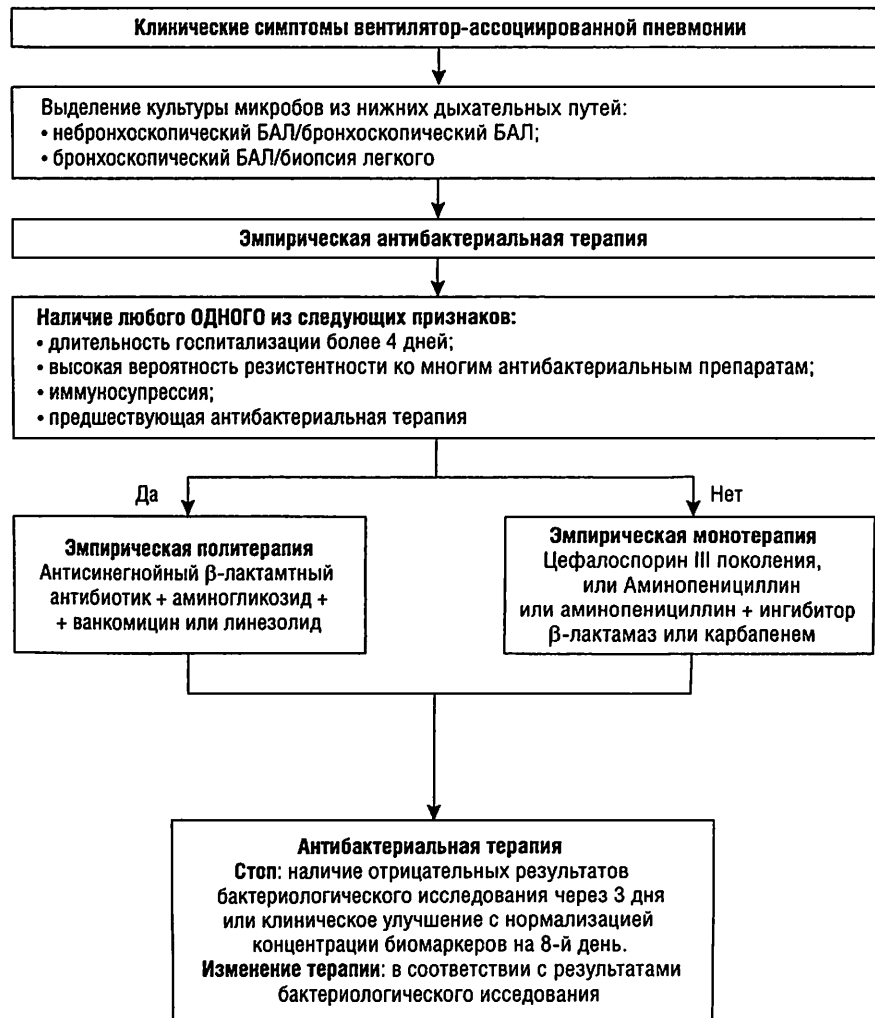 Клинические симптомы вентилятор-ассоциированной пневмонии
Выделение культуры микробов из нижних дыхательных путей:
• небронхоскопический БАЛ/бронхоскопический БАЛ;
• бронхоскопический БАЛ/биопсия легкого
Эмпирическая антибактериальная терапия
Наличие любого ОДНОГО из следующих признаков:
• длительность госпитализации более 4 дней;
• высокая вероятность резистентности ко многим антибактериальным препаратам;
• иммуносупрессия;
• предшествующая антибактериальная терапия
Да
Нет
Эмпирическая политерапия
Антисинегнойный β-лактамтный
антибиотик + аминогликозид +
+ ванкомицин или линезолид
Эмпирическая монотерапия
Цефалоспорин III поколения,
или Аминопенициллин
или аминопенициллин + ингибитор
β-лактамаз или карбапенем
Антибактериальная терапия
Стоп: наличие отрицательных результатов
бактериологического исследования через 3 дня
или клиническое улучшение с нормализацией
концентрации биомаркеров на 8-й день.
Изменение терапии: в соответствии с результатами
бактериологического исседования